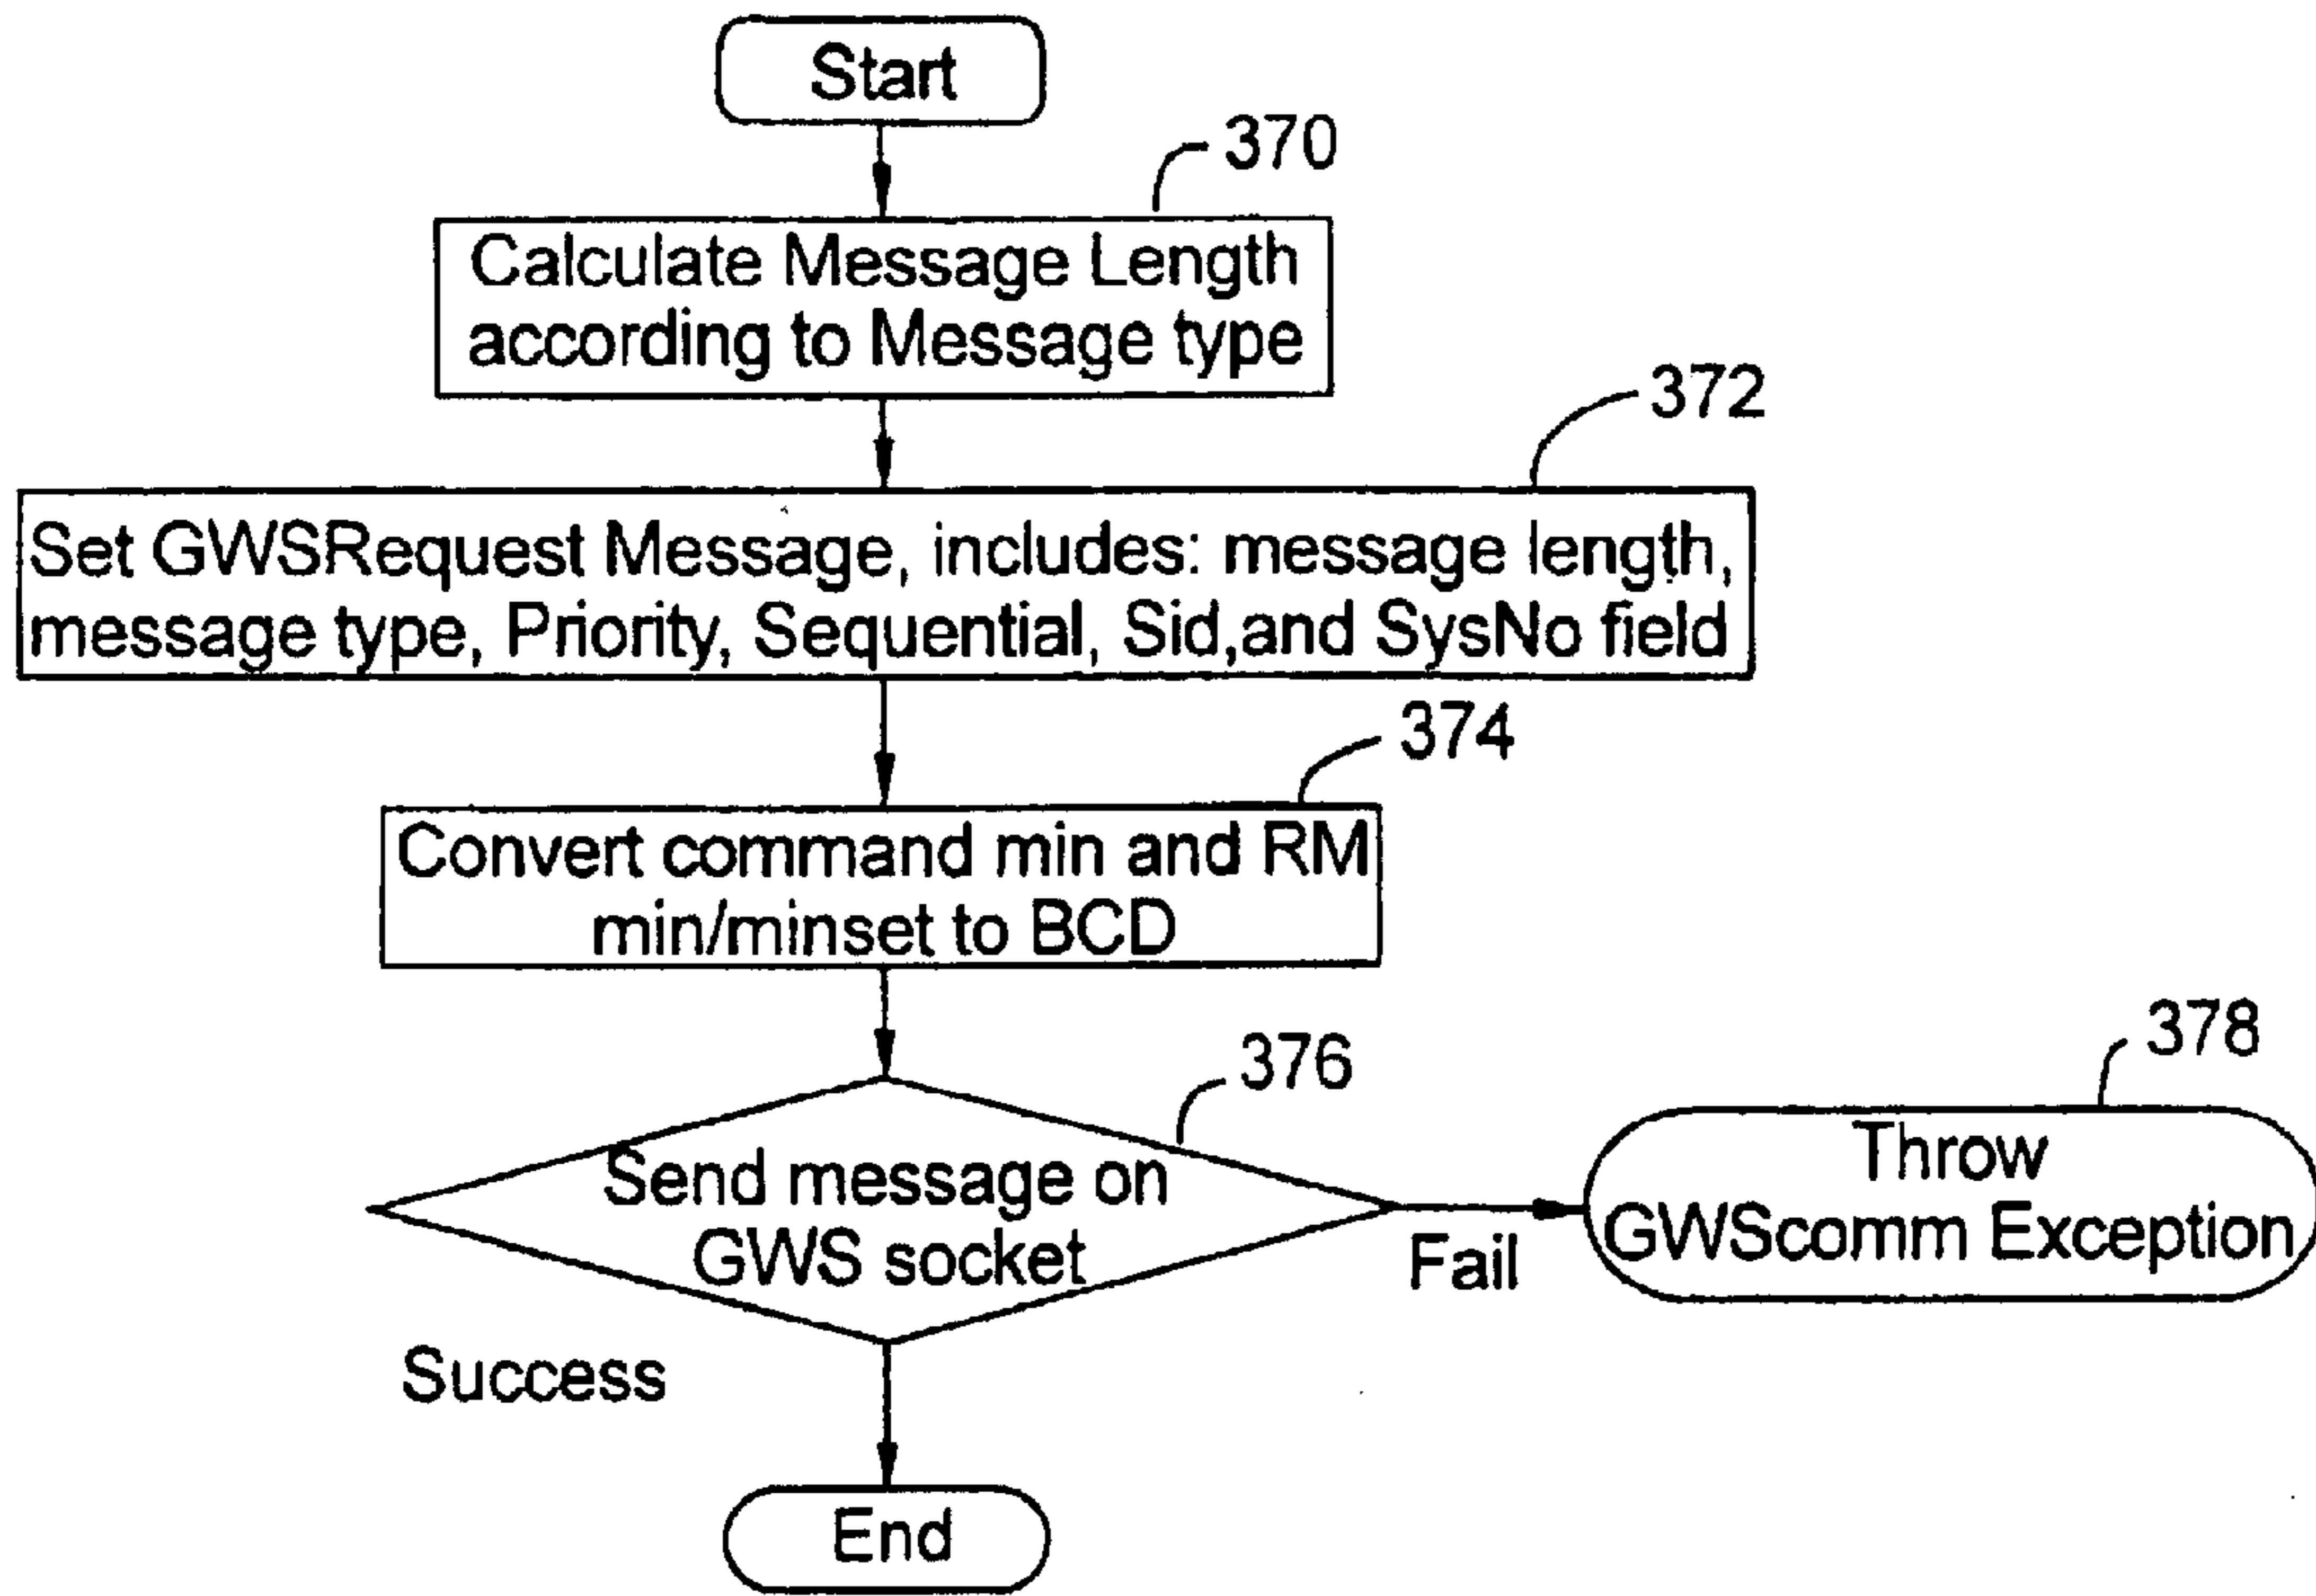 Start
370
Calculate Message Length
according to Message type
372
Set GWSRequest Message, includes: message length,
message type, Priority, Sequential, Sid,and SysNo field
374
Convert command min and RM
min/minset to BCD
376
378
Send message on
GWS socket
Throw
GWScomm Exception
Fail
Success
End